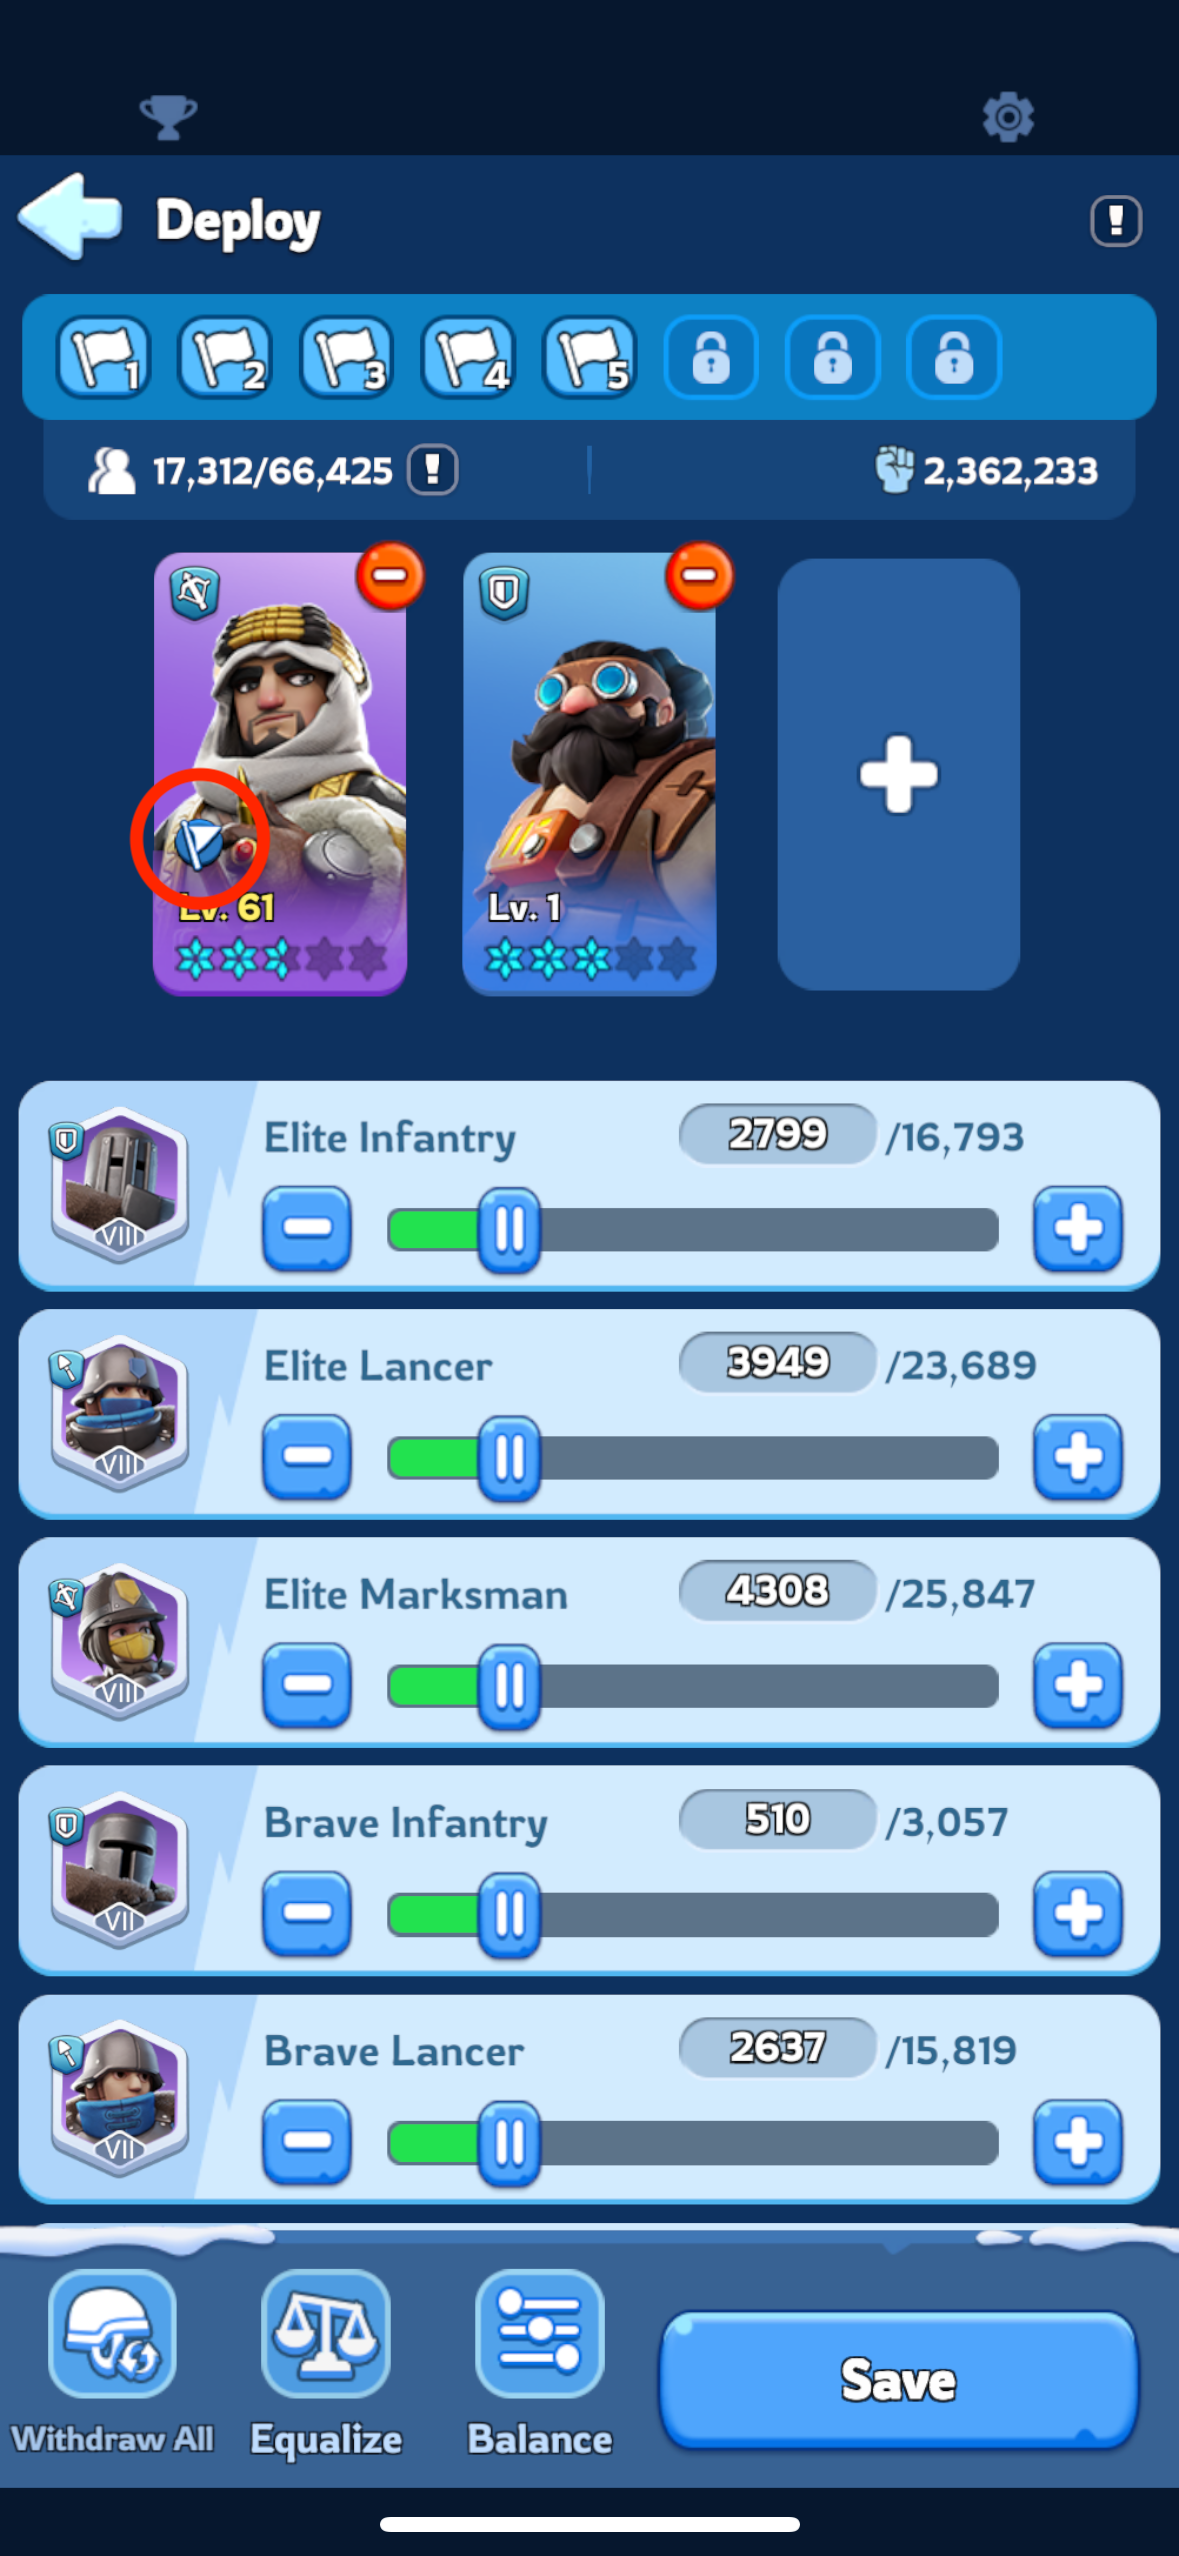 Deploy
1 2 3 4 5
17,312/66,425 ! 2,362,233
Lv. 61 Lv. 1
Elite Infantry 2799 /16,793
VIII
Elite Lancer 3949 /23,689
VIII
Elite Marksman 4308 /25,847
VIII
Brave Infantry 510 /3,057
VII
Brave Lancer 2637 /15,819
VII
Withdraw All Equalize Balance Save